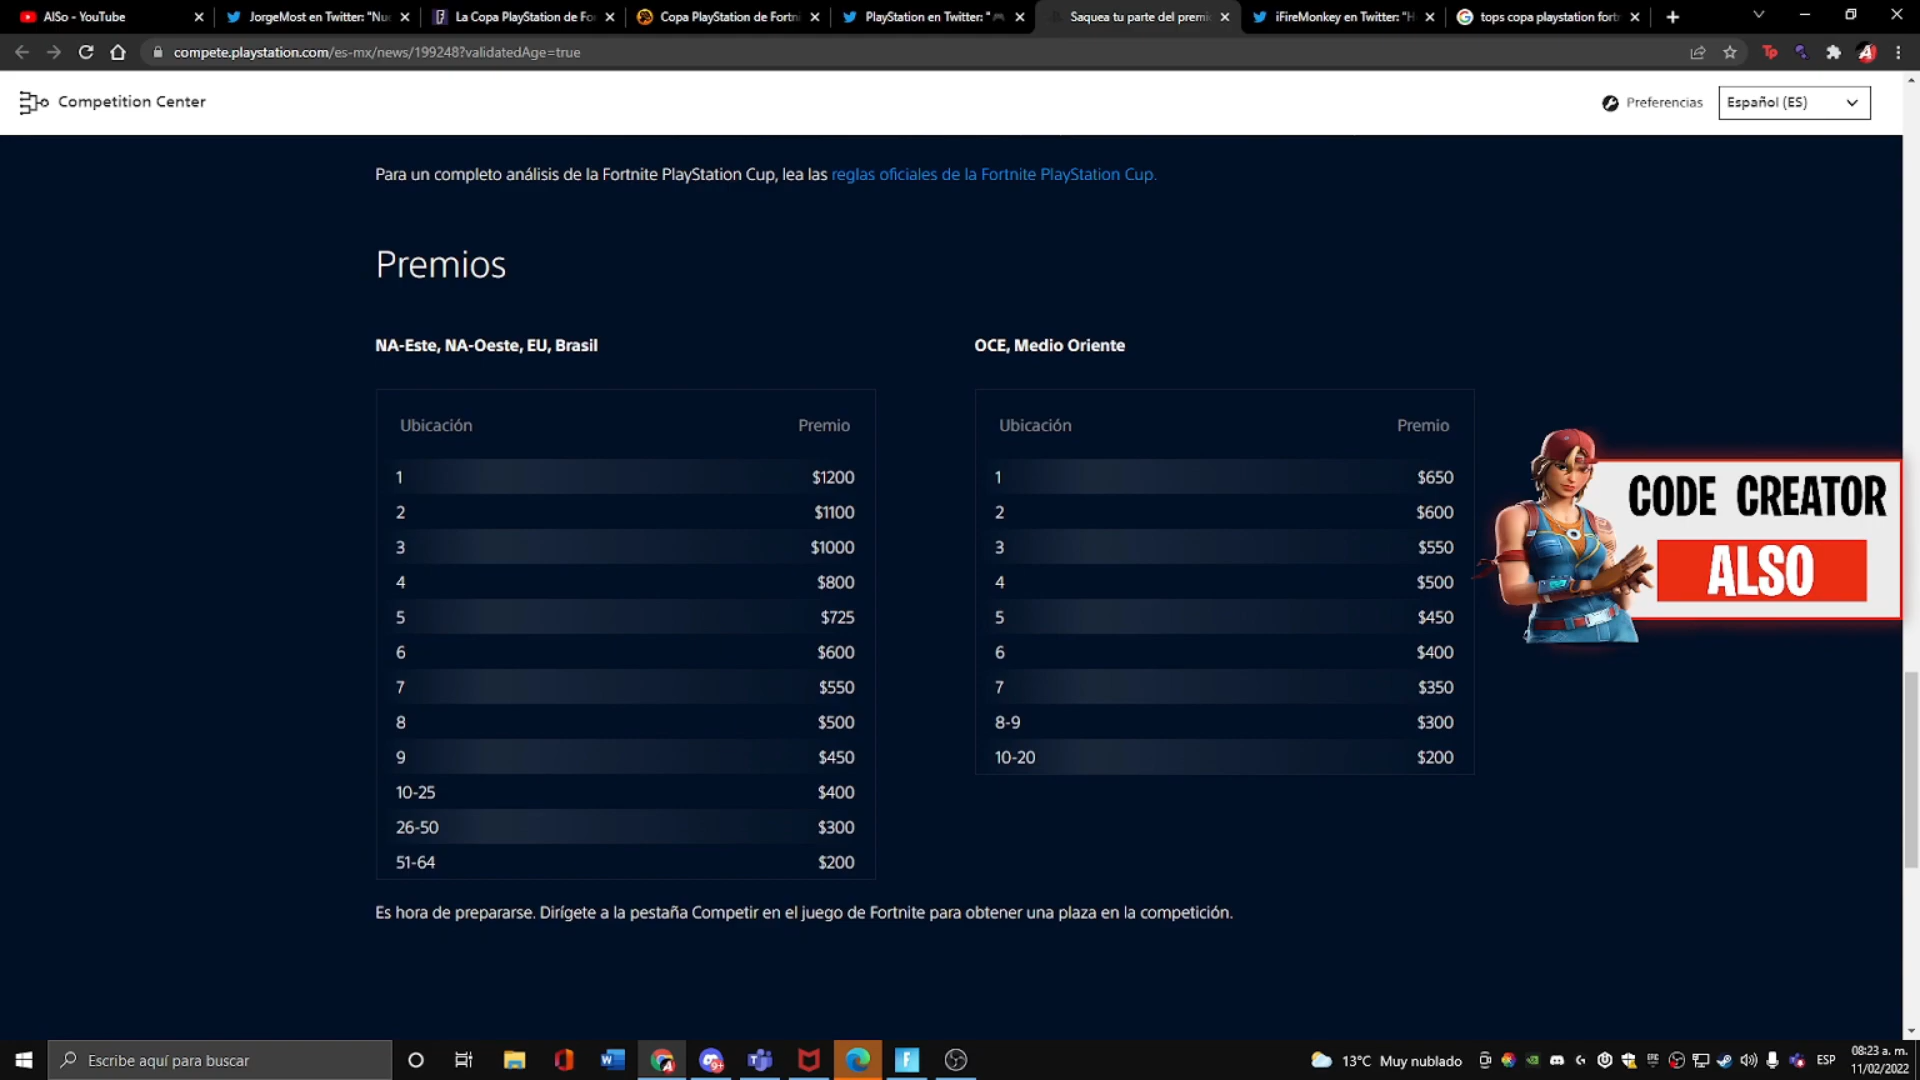 AlSo - YouTube
JorgeMost en Twitter: "Nu
La Copa PlayStation de Fo
Copa PlayStation de Fortni
PlayStation en Twitter: "
Saquea tu parte del premi
iFireMonkey en Twitter: "H
tops copa playstation fort
compete.playstation.com/es-mx/news/199248?validatedAge=true
Competition Center
Preferencias
Español (ES)
Para un completo análisis de la Fortnite PlayStation Cup, lea las reglas oficiales de la Fortnite PlayStation Cup.
Premios
NA-Este, NA-Oeste, EU, Brasil
Ubicación Premio
1 $1200
2 $1100
3 $1000
4 $800
5 $725
6 $600
7 $550
8 $500
9 $450
10-25 $400
26-50 $300
51-64 $200
OCE, Medio Oriente
Ubicación Premio
1 $650
2 $600
3 $550
4 $500
5 $450
6 $400
7 $350
8-9 $300
10-20 $200
CODE CREATOR
ALSO
Es hora de prepararse. Dirígete a la pestaña Competir en el juego de Fortnite para obtener una plaza en la competición.
Escribe aquí para buscar
13°C Muy nublado
ESP
08:23 a. m.
11/02/2022